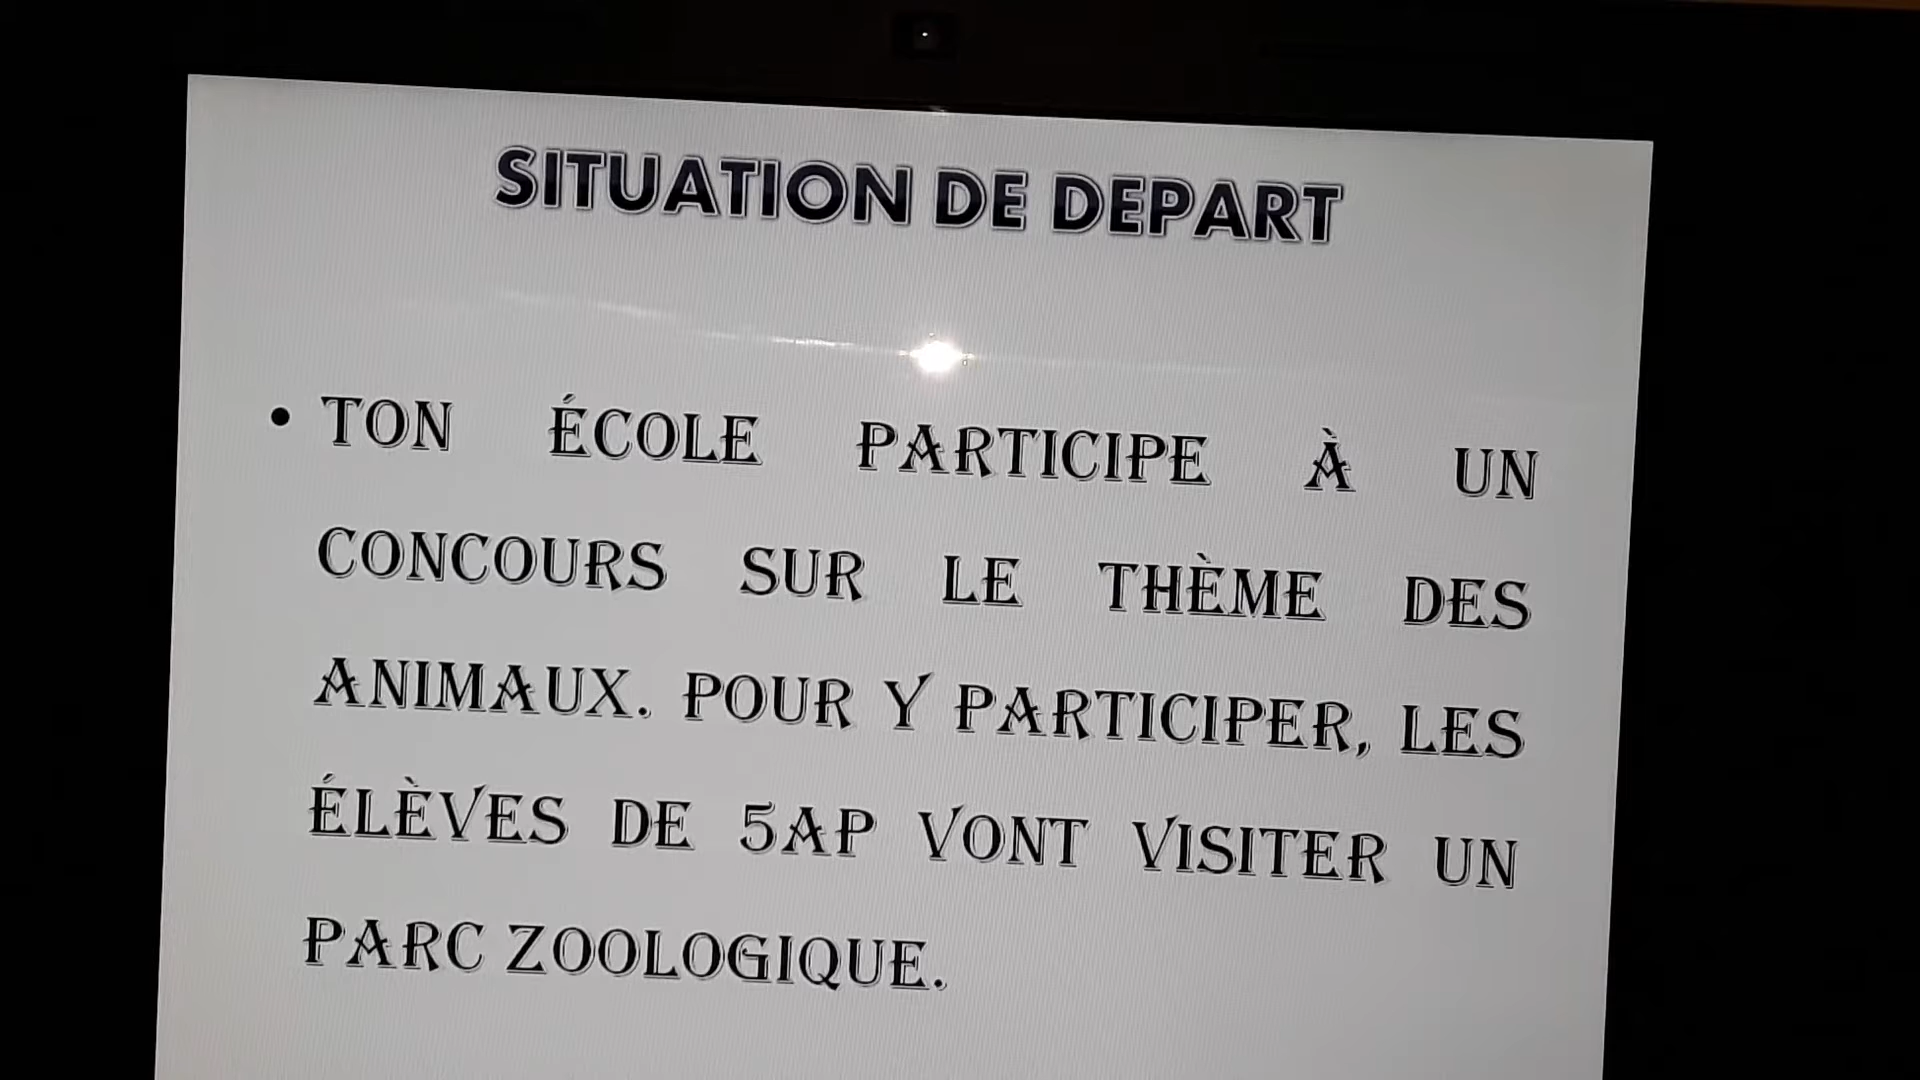 SITUATION DE DEPART
• TON ÉCOLE PARTICIPE À UN
CONCOURS SUR LE THÈME DES
ANIMAUX. POUR Y PARTICIPER, LES
ÉLÈVES DE 5AP VONT VISITER UN
PARC ZOOLOGIQUE.